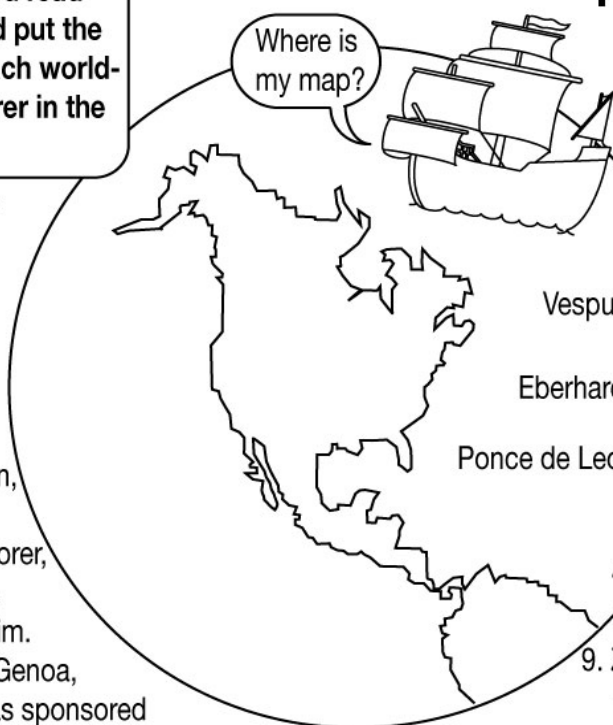 d put the
ch world-
rer in the
Where is
my map?
Vespu
Eberhard
Ponce de Leo
n,
orer,
im.
Genoa,
9.
s sponsored